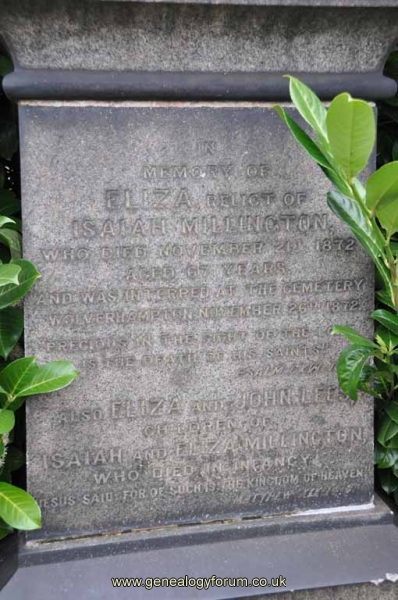 IN
MEMORY OF
ELIZA RELICT OF
ISAIAH MILLINGTON,
WHO DIED NOVEMBER 21ST 1872
AGED 67 YEARS
AND WAS INTERRED AT THE CEMETERY
WOLVERHAMPTON NOVEMBER 26TH 1872
PRECIOUS IN THE SIGHT OF THE
IS THE DEATH OF HIS SAINTS
ALSO ELIZA AND JOHN LEES
CHILDREN OF
ISAIAH AND ELIZA MILLINGTON,
WHO DIED IN INFANCY
JESUS SAID: FOR OF SUCH IS THE KINGDOM OF HEAVEN
MATTHEW
www.genealogyforum.co.uk